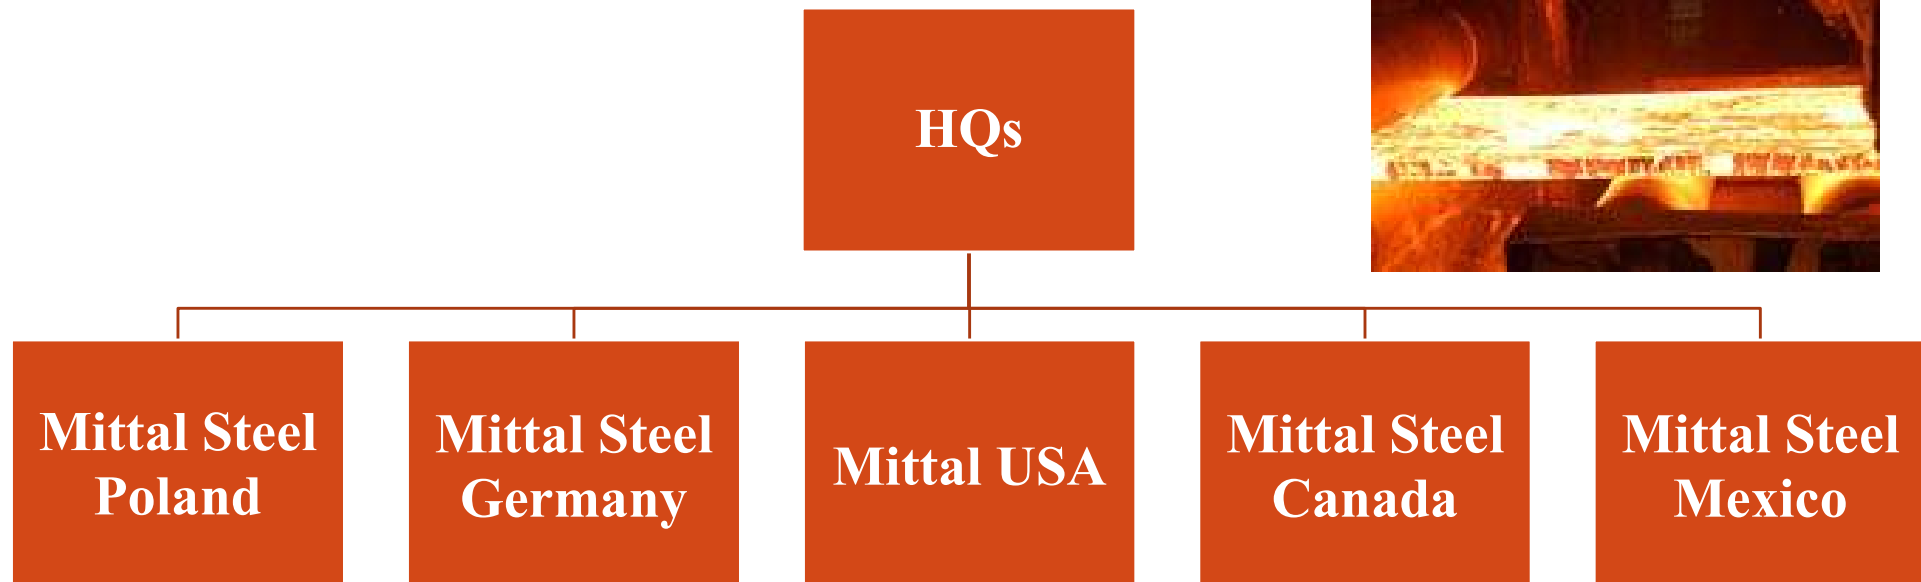 HQs
Mittal Steel
Poland
Mittal Steel
Germany
Mittal USA
Mittal Steel
Canada
Mittal Steel
Mexico